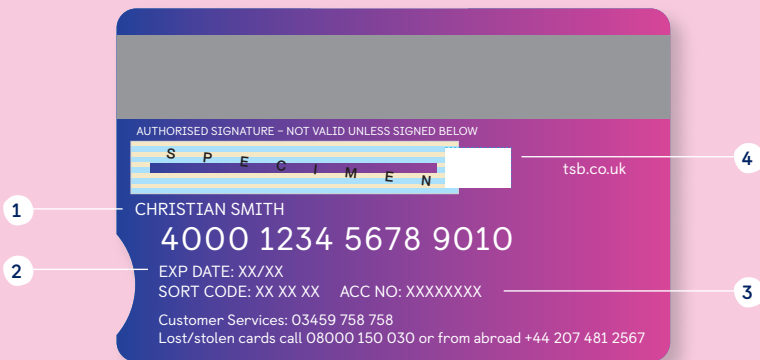 AUTHORISED SIGNATURE – NOT VALID UNLESS SIGNED BELOW
SPECIMEN
4
tsb.co.uk
1
CHRISTIAN SMITH
4000 1234 5678 9010
2
EXP DATE: XX/XX
SORT CODE: XX XX XX ACC NO: XXXXXXXX
3
Customer Services: 03459 758 758
Lost/stolen cards call 08000 150 030 or from abroad +44 207 481 2567